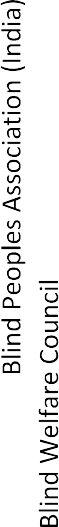 Blind Peoples Association (India)
Blind Welfare Council